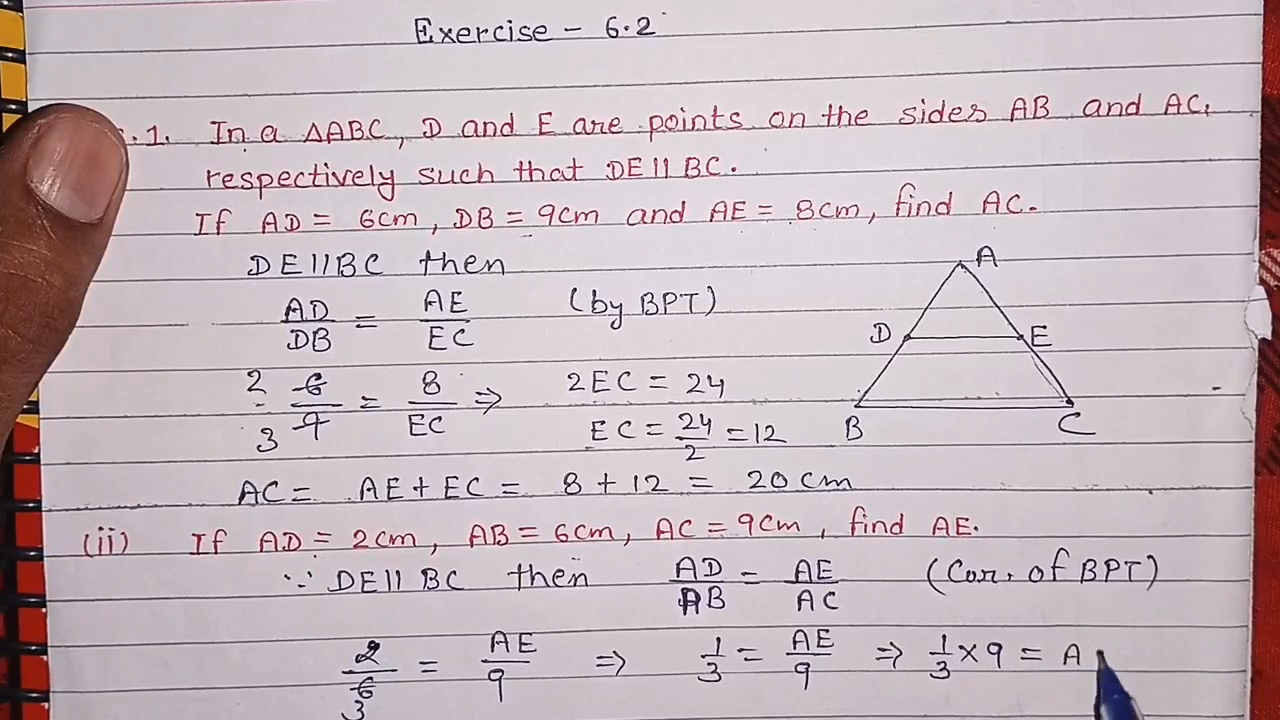 Exercise - 6.2
.1. In a ΔABC, D and E are points on the sides AB and AC,
respectively such that DE || BC.
If AD = 6cm, DB = 9cm and AE = 8cm, find AC.
DE || BC then
AD/DB = AE/EC (by BPT)
2 6/9 3 = 8/EC ⇒ 2EC = 24
EC = 24/2 = 12
AC = AE + EC = 8 + 12 = 20 cm
A
D E
B C
(ii) If AD = 2cm, AB = 6cm, AC = 9cm, find AE.
∵ DE || BC then AD/AB = AE/AC (Cor. of BPT)
2/6 3 = AE/9 ⇒ 1/3 = AE/9 ⇒ 1/3 × 9 = A